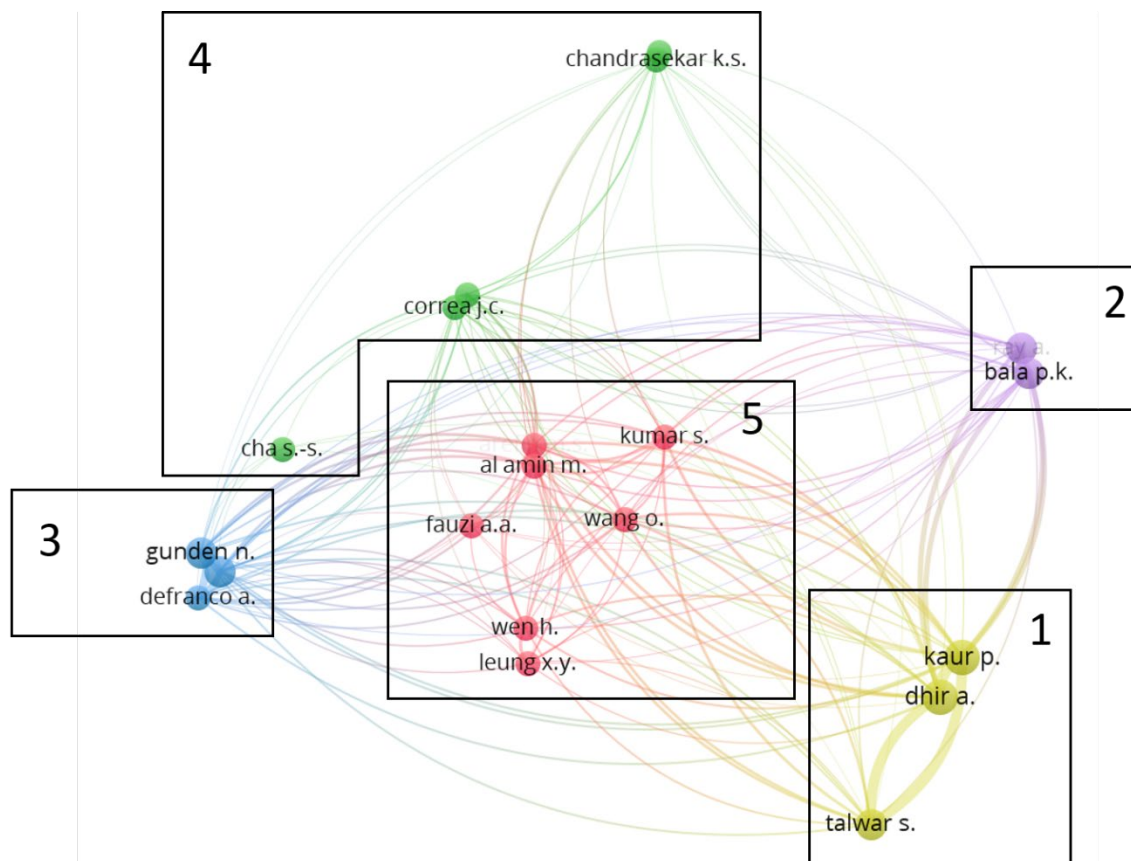 4
chandrasekar k.s.
2
ray a.
bala p.k.
correa j.c.
5
kumar s.
al amin m.
cha s.-s.
fauzi a.a.
wang o.
3
gunden n.
defranco a.
wen h.
leung x.y.
1
kaur p.
dhir a.
talwar s.